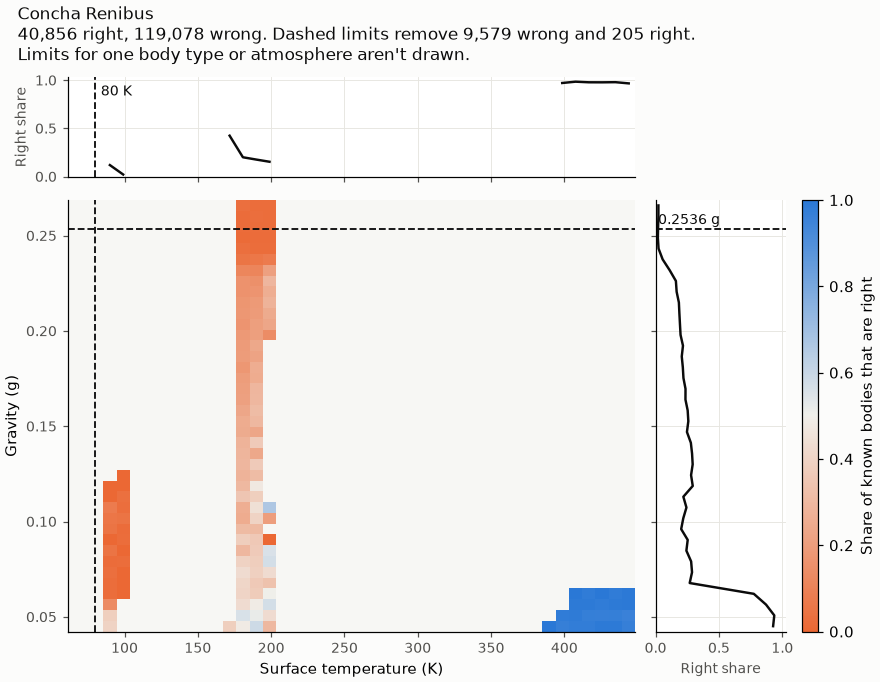 Concha Renibus
40,856 right, 119,078 wrong. Dashed limits remove 9,579 wrong and 205 right.
Limits for one body type or atmosphere aren't drawn.
1.0
0.5
0.0
Right share
80 K
0.25
0.20
0.15
0.10
0.05
Gravity (g)
100
150
200
250
300
350
400
Surface temperature (K)
0.2536 g
0.0
0.5
1.0
Right share
1.0
0.8
0.6
0.4
0.2
0.0
Share of known bodies that are right